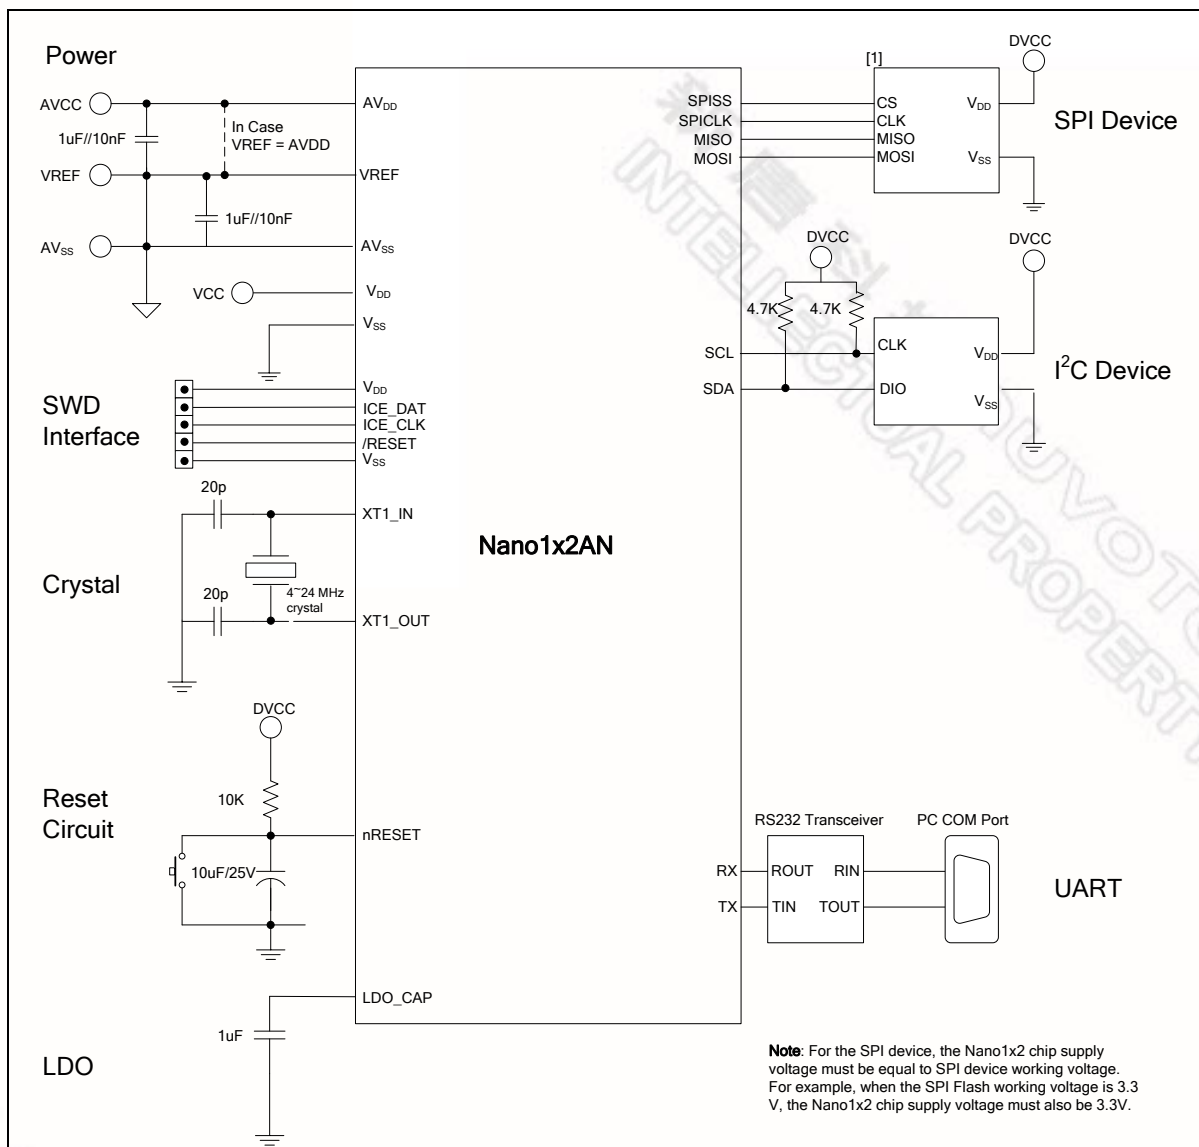 Power
AVCC
1uF//10nF
In Case
VREF = AVDD
VREF
1uF//10nF
AVSS
VCC
AVDD
VREF
AVSS
VDD
VSS
SWD
Interface
VDD
ICE_DAT
ICE_CLK
/RESET
VSS
20p
XT1_IN
Crystal
20p
4~24 MHz
crystal
XT1_OUT
DVCC
Reset
Circuit
10K
nRESET
10uF/25V
LDO_CAP
1uF
LDO
Nano1x2AN
[1]
DVCC
SPISS
SPICLK
MISO
MOSI
CS
CLK
MISO
MOSI
VDD
VSS
SPI Device
DVCC
DVCC
4.7K
4.7K
SCL
SDA
CLK
DIO
VDD
VSS
I²C Device
RS232 Transceiver
PC COM Port
RX
TX
ROUT
RIN
TIN
TOUT
UART
Note: For the SPI device, the Nano1x2 chip supply
voltage must be equal to SPI device working voltage.
For example, when the SPI Flash working voltage is 3.3
V, the Nano1x2 chip supply voltage must also be 3.3V.